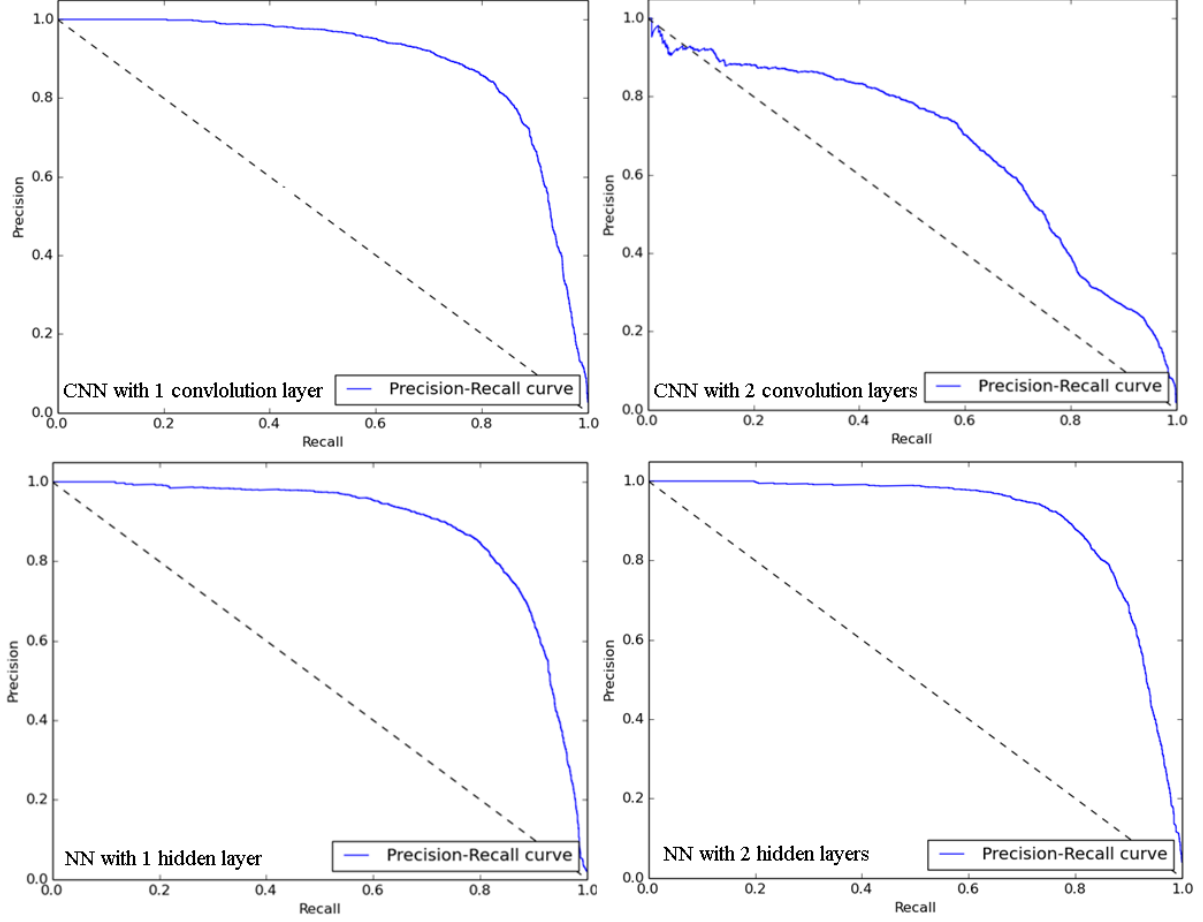 1.0
0.8
0.6
0.4
0.2
0.0
Precision
CNN with 1 convlolution layer
Precision-Recall curve
0.0 0.2 0.4 0.6 0.8 1.0
Recall
1.0
0.8
0.6
0.4
0.2
0.0
Precision
CNN with 2 convolution layers
Precision-Recall curve
0.0 0.2 0.4 0.6 0.8 1.0
Recall
1.0
0.8
0.6
0.4
0.2
0.0
Precision
NN with 1 hidden layer
Precision-Recall curve
0.0 0.2 0.4 0.6 0.8 1.0
Recall
1.0
0.8
0.6
0.4
0.2
0.0
Precision
NN with 2 hidden layers
Precision-Recall curve
0.0 0.2 0.4 0.6 0.8 1.0
Recall